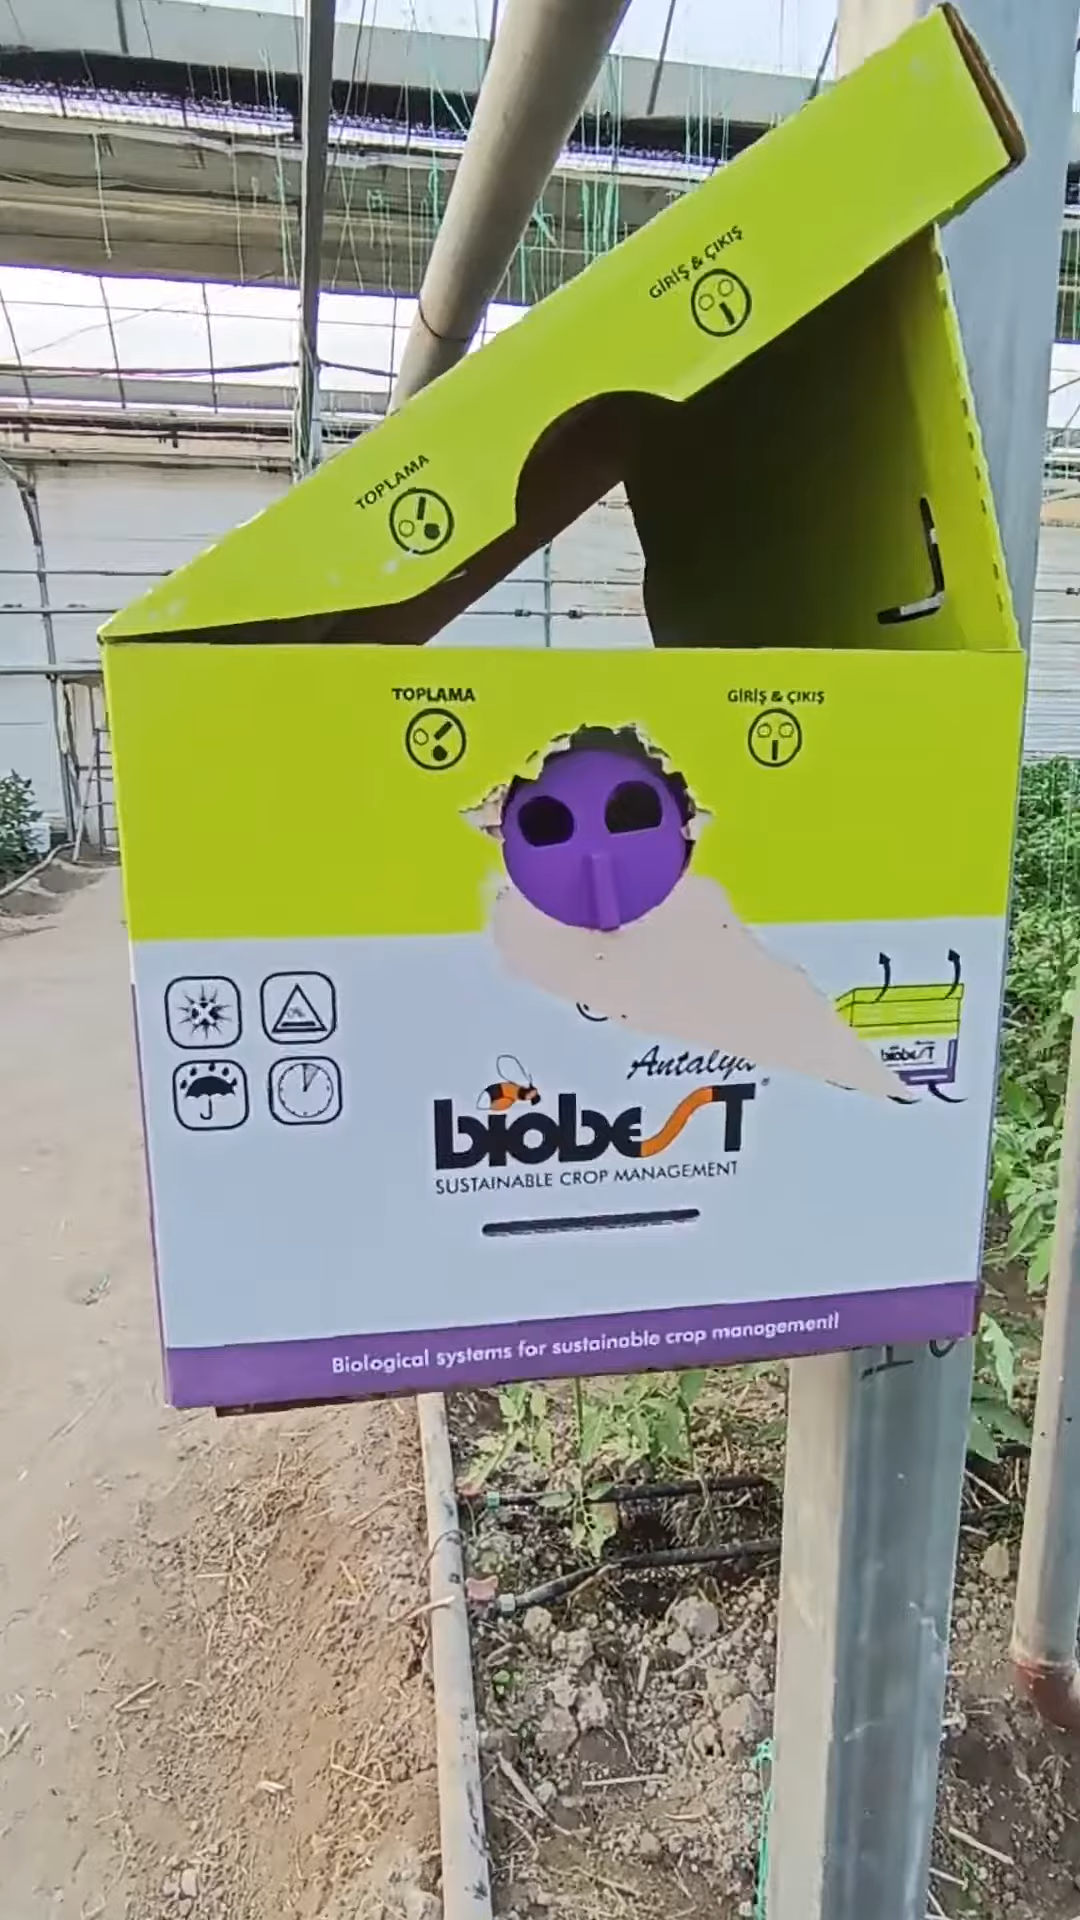 GİRİŞ & ÇIKIŞ
TOPLAMA
TOPLAMA
GİRİŞ & ÇIKIŞ
biobest
Antalya
biobest
SUSTAINABLE CROP MANAGEMENT
Biological systems for sustainable crop management!